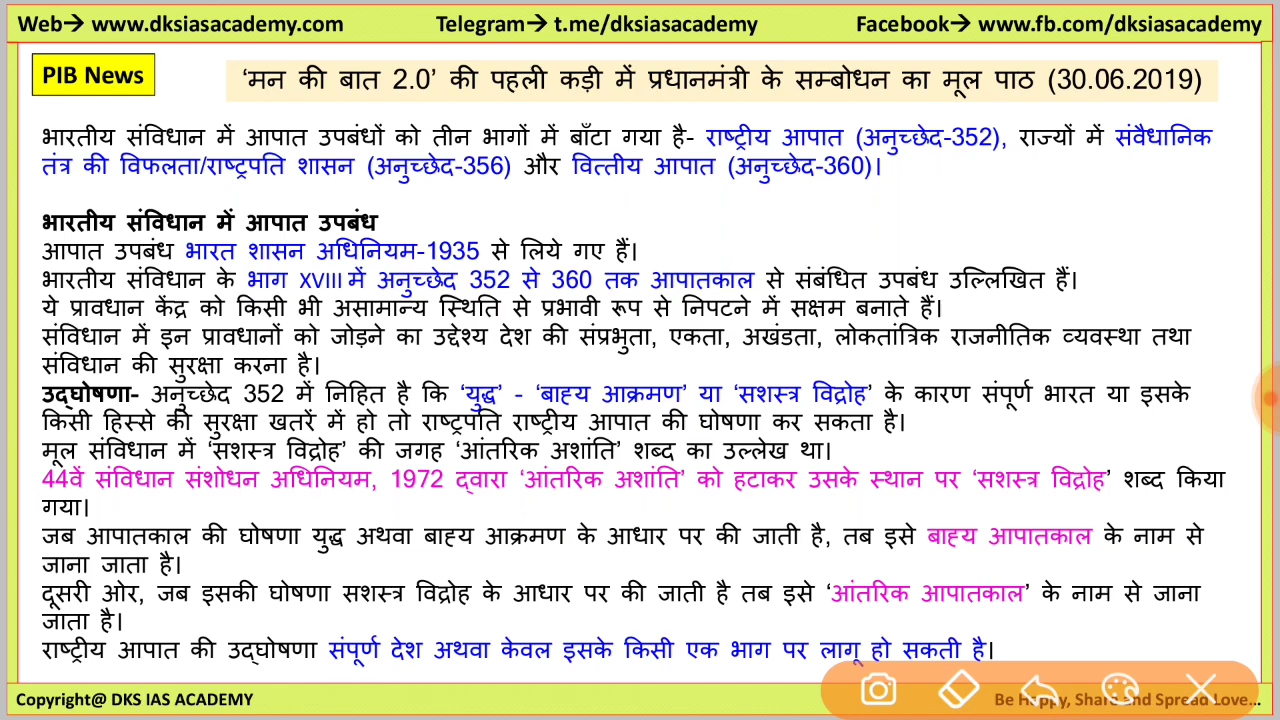 Web→ www.dksiasacademy.com Telegram→ t.me/dksiasacademy Facebook→ www.fb.com/dksiasacademy
PIB News
‘मन की बात 2.0’ की पहली कड़ी में प्रधानमंत्री के सम्बोधन का मूल पाठ (30.06.2019)
भारतीय संविधान में आपात उपबंधों को तीन भागों में बाँटा गया है- राष्ट्रीय आपात (अनुच्छेद-352), राज्यों में संवैधानिक
तंत्र की विफलता/राष्ट्रपति शासन (अनुच्छेद-356) और वित्तीय आपात (अनुच्छेद-360)।
भारतीय संविधान में आपात उपबंध
आपात उपबंध भारत शासन अधिनियम-1935 से लिये गए हैं।
भारतीय संविधान के भाग XVIII में अनुच्छेद 352 से 360 तक आपातकाल से संबंधित उपबंध उल्लिखित हैं।
ये प्रावधान केंद्र को किसी भी असामान्य स्थिति से प्रभावी रूप से निपटने में सक्षम बनाते हैं।
संविधान में इन प्रावधानों को जोड़ने का उद्देश्य देश की संप्रभुता, एकता, अखंडता, लोकतांत्रिक राजनीतिक व्यवस्था तथा
संविधान की सुरक्षा करना है।
उद्घोषणा- अनुच्छेद 352 में निहित है कि ‘युद्ध’ - ‘बाह्य आक्रमण’ या ‘सशस्त्र विद्रोह’ के कारण संपूर्ण भारत या इसके
किसी हिस्से की सुरक्षा खतरें में हो तो राष्ट्रपति राष्ट्रीय आपात की घोषणा कर सकता है।
मूल संविधान में ‘सशस्त्र विद्रोह’ की जगह ‘आंतरिक अशांति’ शब्द का उल्लेख था।
44वें संविधान संशोधन अधिनियम, 1972 द्वारा ‘आंतरिक अशांति’ को हटाकर उसके स्थान पर ‘सशस्त्र विद्रोह’ शब्द किया
गया।
जब आपातकाल की घोषणा युद्ध अथवा बाह्य आक्रमण के आधार पर की जाती है, तब इसे बाह्य आपातकाल के नाम से
जाना जाता है।
दूसरी ओर, जब इसकी घोषणा सशस्त्र विद्रोह के आधार पर की जाती है तब इसे ‘आंतरिक आपातकाल’ के नाम से जाना
जाता है।
राष्ट्रीय आपात की उद्घोषणा संपूर्ण देश अथवा केवल इसके किसी एक भाग पर लागू हो सकती है।
Copyright@ DKS IAS ACADEMY Be Happy, Share and Spread Love...